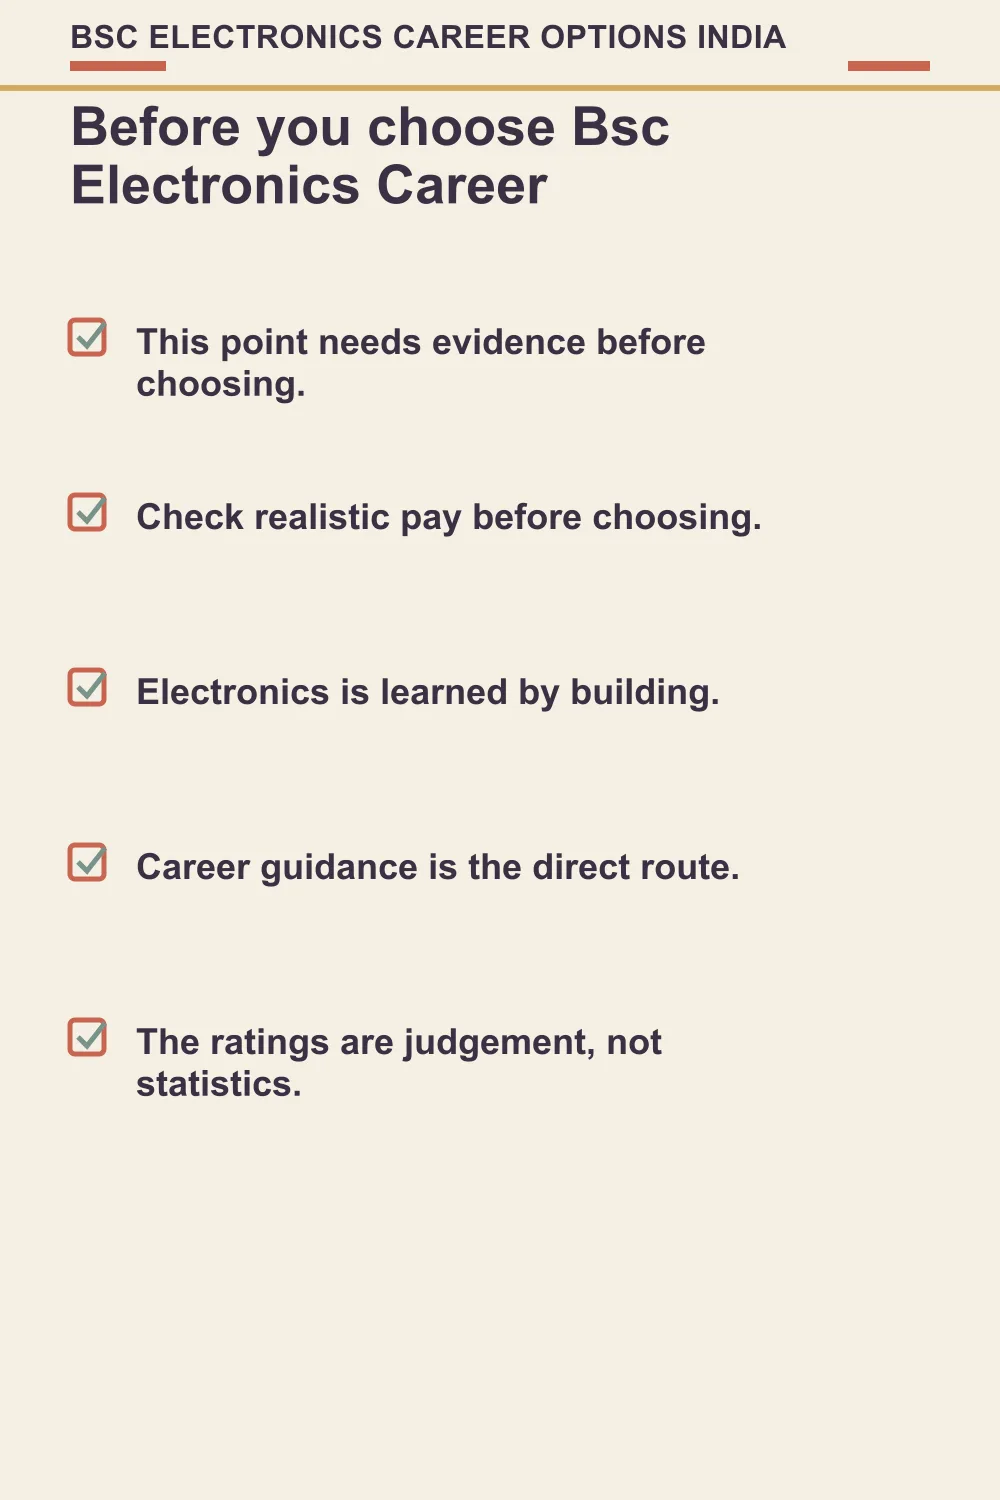 BSC ELECTRONICS CAREER OPTIONS INDIA
Before you choose Bsc
Electronics Career
This point needs evidence before
choosing.
Check realistic pay before choosing.
Electronics is learned by building.
Career guidance is the direct route.
The ratings are judgement, not
statistics.